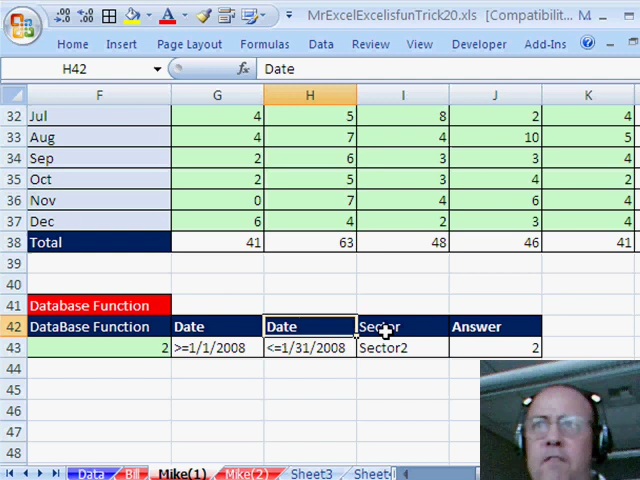 MrExcelExcelisfunTrick20.xls [Compatibilit... M
Home Insert Page Layout Formulas Data Review View Developer Add-Ins
H42 fx Date
F G H I J K
32 Jul 4 5 8 2 4
33 Aug 4 7 4 10 5
34 Sep 2 6 3 3 4
35 Oct 2 5 3 4 2
36 Nov 0 7 4 6 4
37 Dec 6 4 2 3 4
38 Total 41 63 48 46 41
39
40
41 Database Function
42 DataBase Function Date Date Sector Answer
43 2 >=1/1/2008 <=1/31/2008 Sector2 2
44
45
46
47
48
Data Bill Mike(1) Mike(2) Sheet3 Sheet4